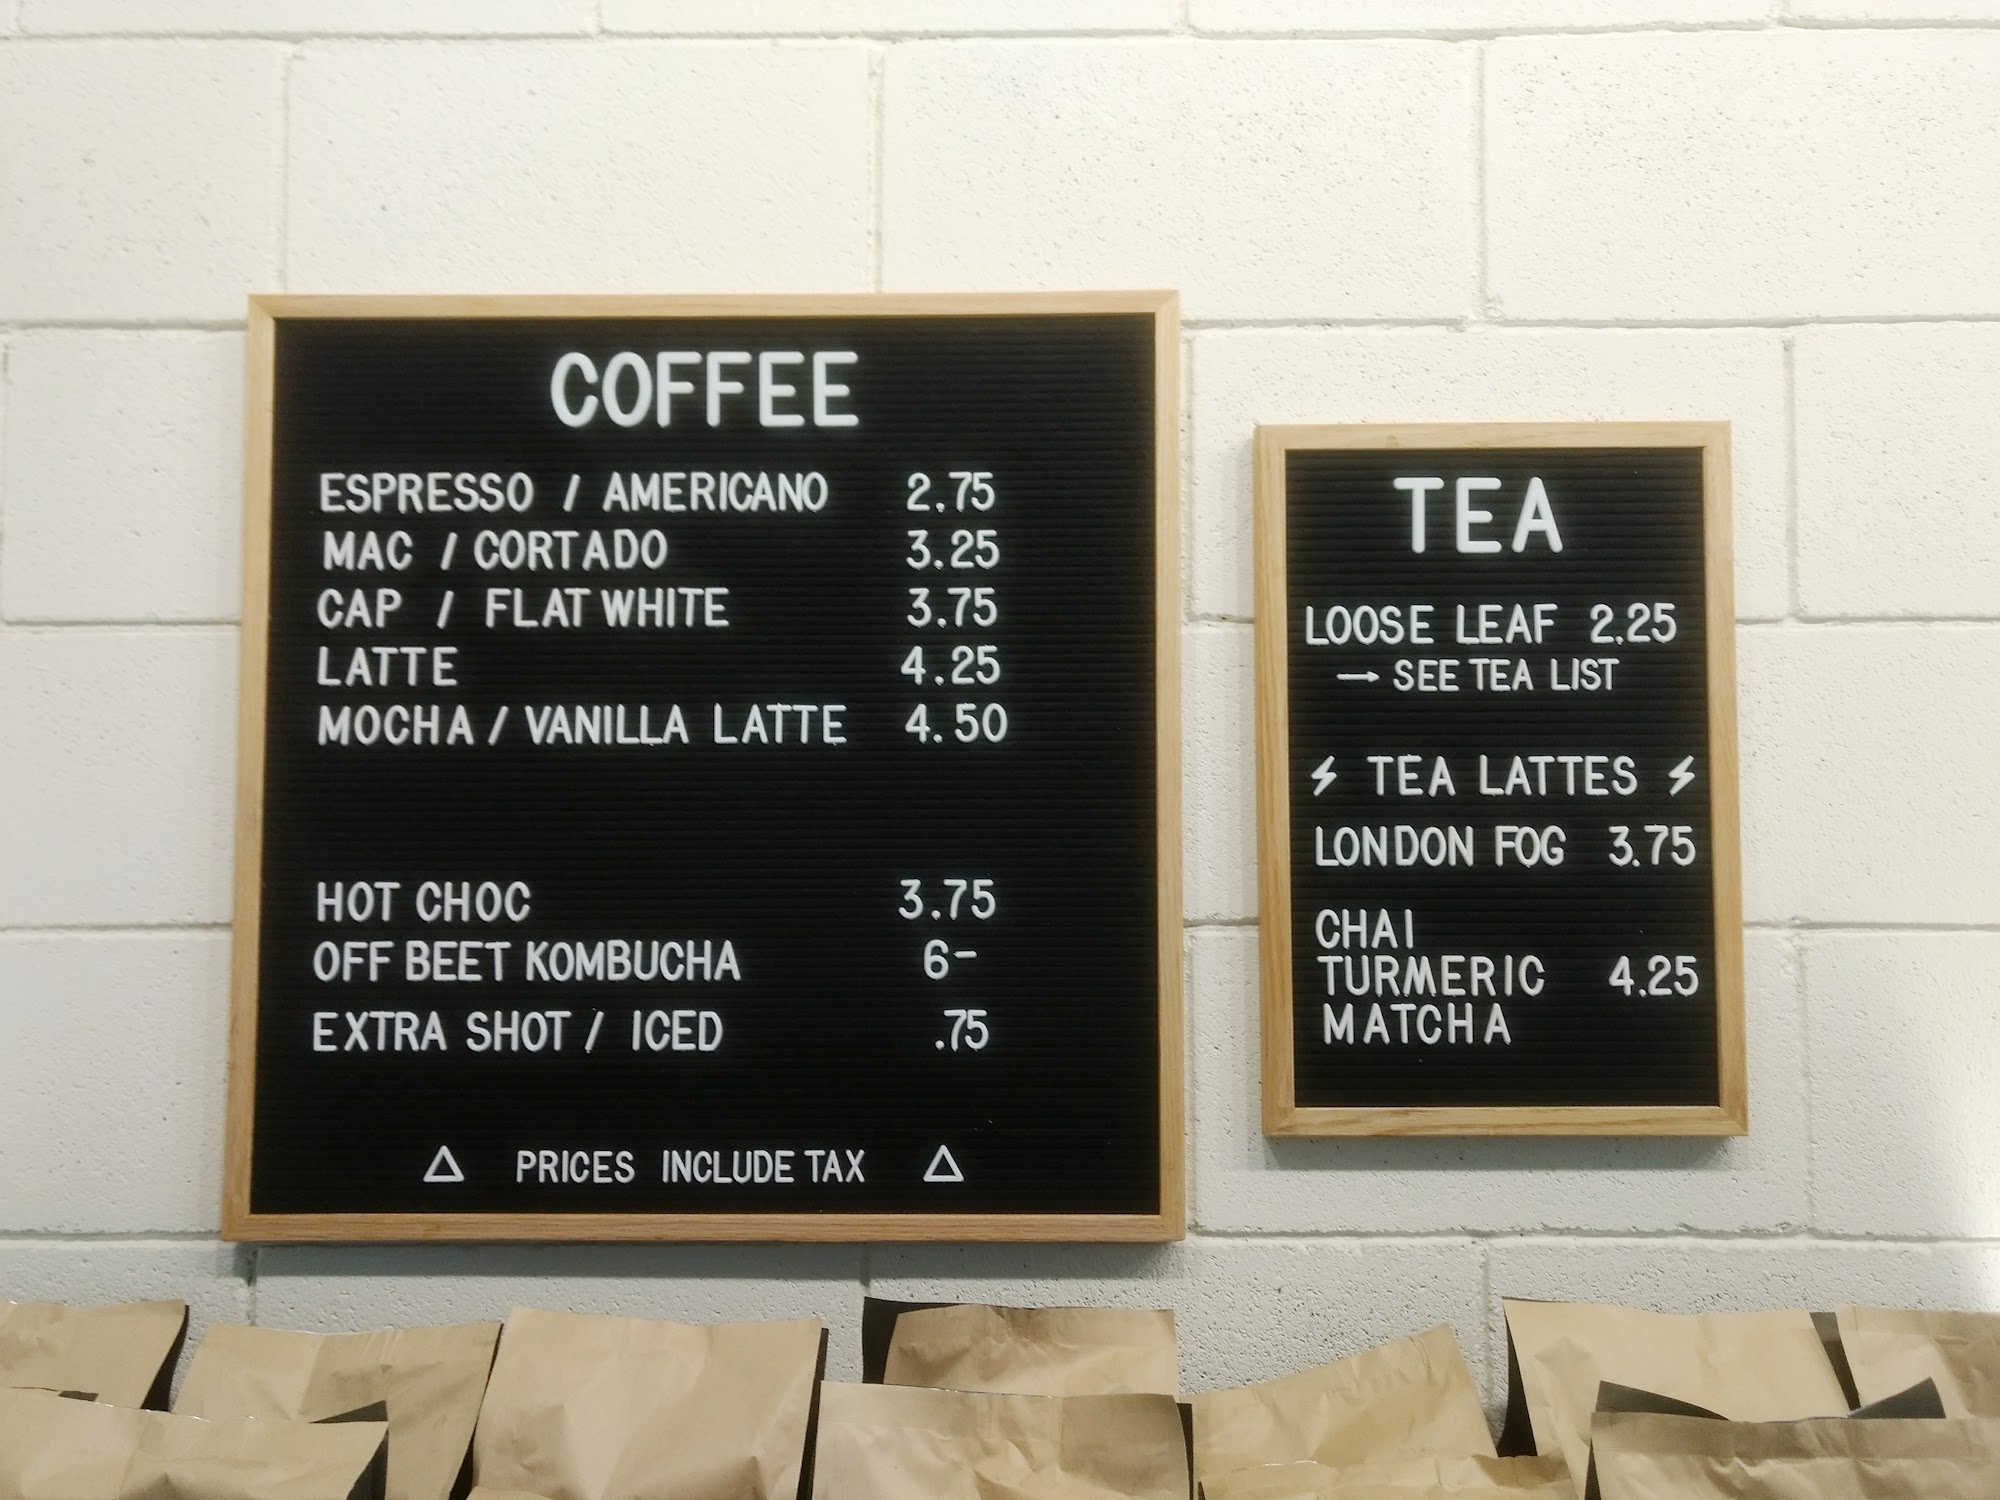 COFFEE
ESPRESSO / AMERICANO 2.75
MAC / CORTADO 3.25
CAP / FLAT WHITE 3.75
LATTE 4.25
MOCHA / VANILLA LATTE 4.50
HOT CHOC 3.75
OFF BEET KOMBUCHA 6-
EXTRA SHOT / ICED .75
△ PRICES INCLUDE TAX △
TEA
LOOSE LEAF 2.25
→ SEE TEA LIST
⚡ TEA LATTES ⚡
LONDON FOG 3.75
CHAI
TURMERIC 4.25
MATCHA